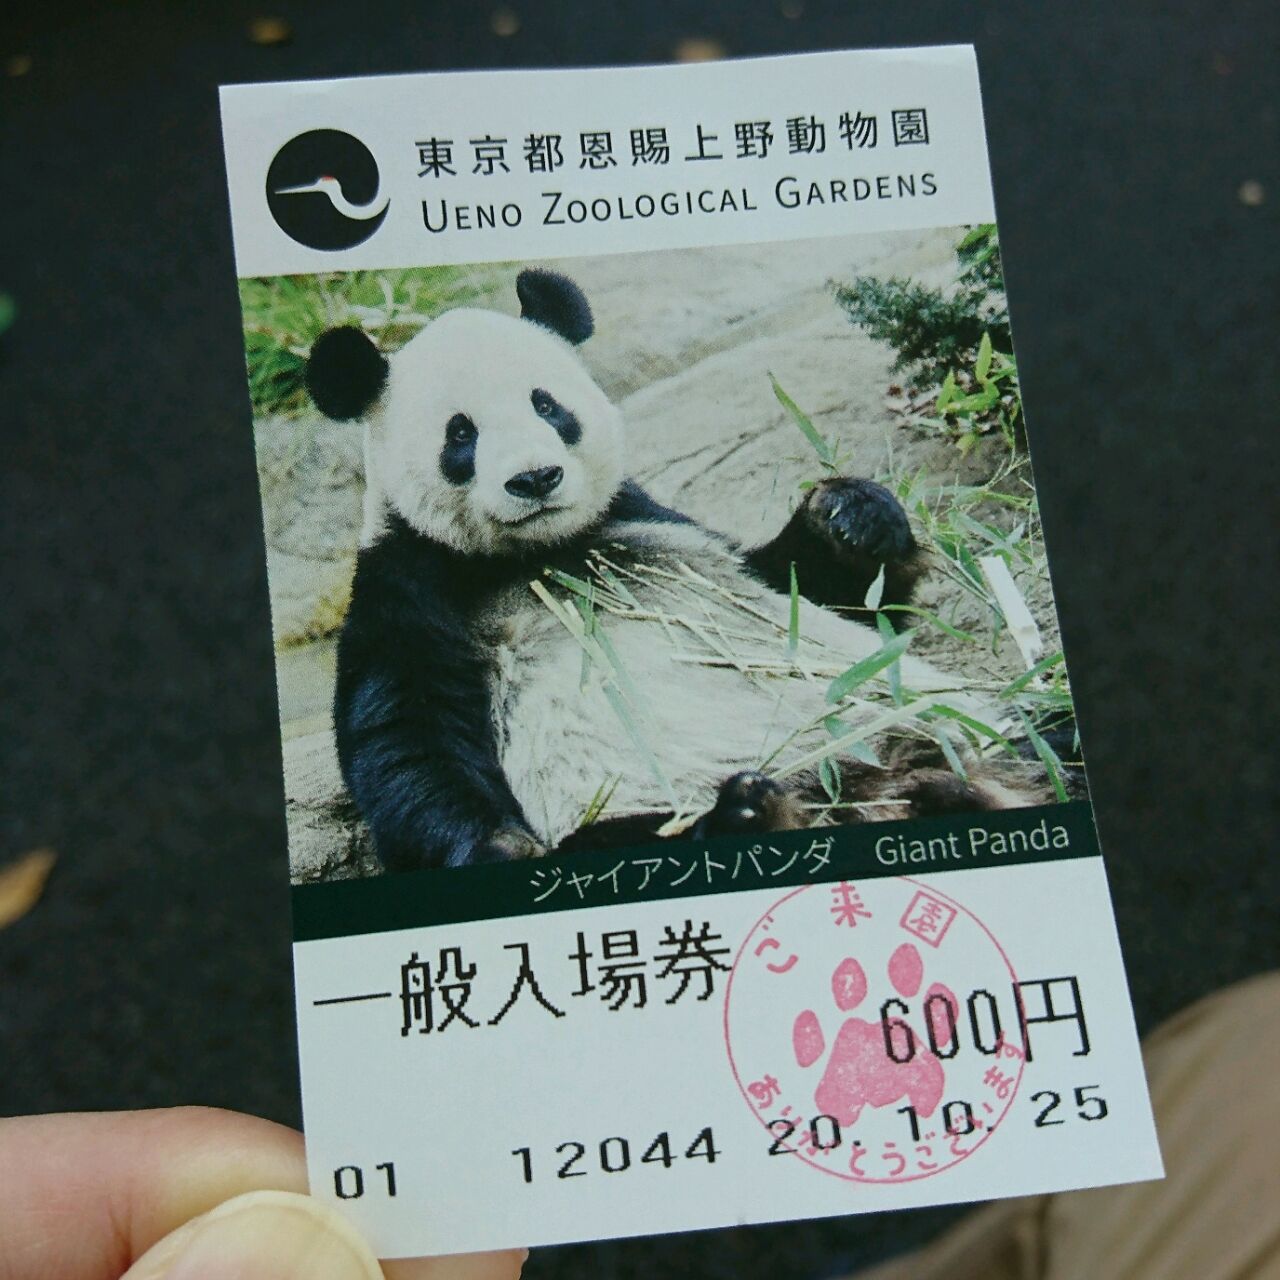 東京都恩賜上野動物園
UENO ZOOLOGICAL GARDENS
ジャイアントパンダ Giant Panda
一般入場券
ご来園
600円
ありがとうございます
01 12044 20.10.25